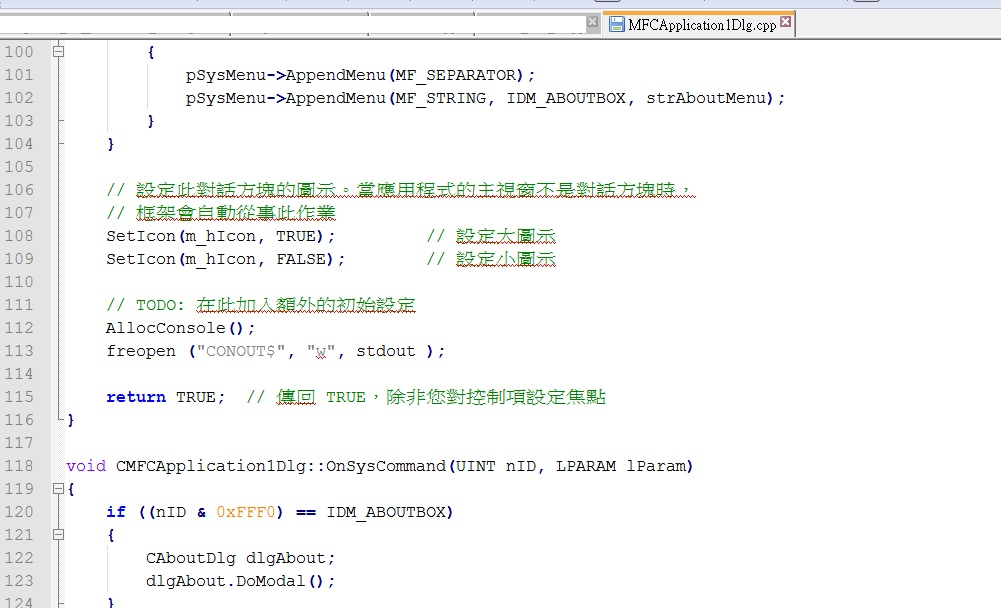 MFCApplication1Dlg.cpp
100 {
101 pSysMenu->AppendMenu(MF_SEPARATOR);
102 pSysMenu->AppendMenu(MF_STRING, IDM_ABOUTBOX, strAboutMenu);
103 }
104 }
105
106 // 設定此對話方塊的圖示。當應用程式的主視窗不是對話方塊時，
107 // 框架會自動從事此作業
108 SetIcon(m_hIcon, TRUE); // 設定大圖示
109 SetIcon(m_hIcon, FALSE); // 設定小圖示
110
111 // TODO: 在此加入額外的初始設定
112 AllocConsole();
113 freopen ("CONOUT$", "w", stdout );
114
115 return TRUE; // 傳回 TRUE，除非您對控制項設定焦點
116 }
117
118 void CMFCApplication1Dlg::OnSysCommand(UINT nID, LPARAM lParam)
119 {
120 if ((nID & 0xFFF0) == IDM_ABOUTBOX)
121 {
122 CAboutDlg dlgAbout;
123 dlgAbout.DoModal();
124 }